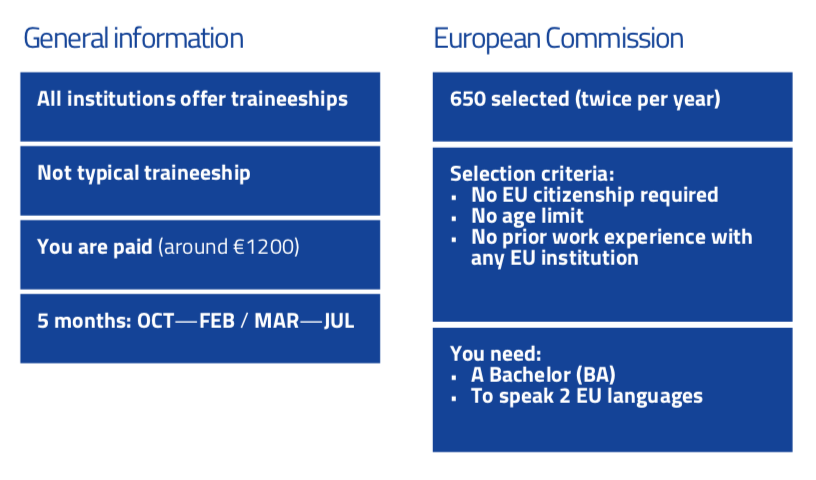 General information
All institutions offer traineeships
Not typical traineeship
You are paid (around €1200)
5 months: OCT—FEB / MAR—JUL
European Commission
650 selected (twice per year)
Selection criteria:
• No EU citizenship required
• No age limit
• No prior work experience with
any EU institution
You need:
• A Bachelor (BA)
• To speak 2 EU languages